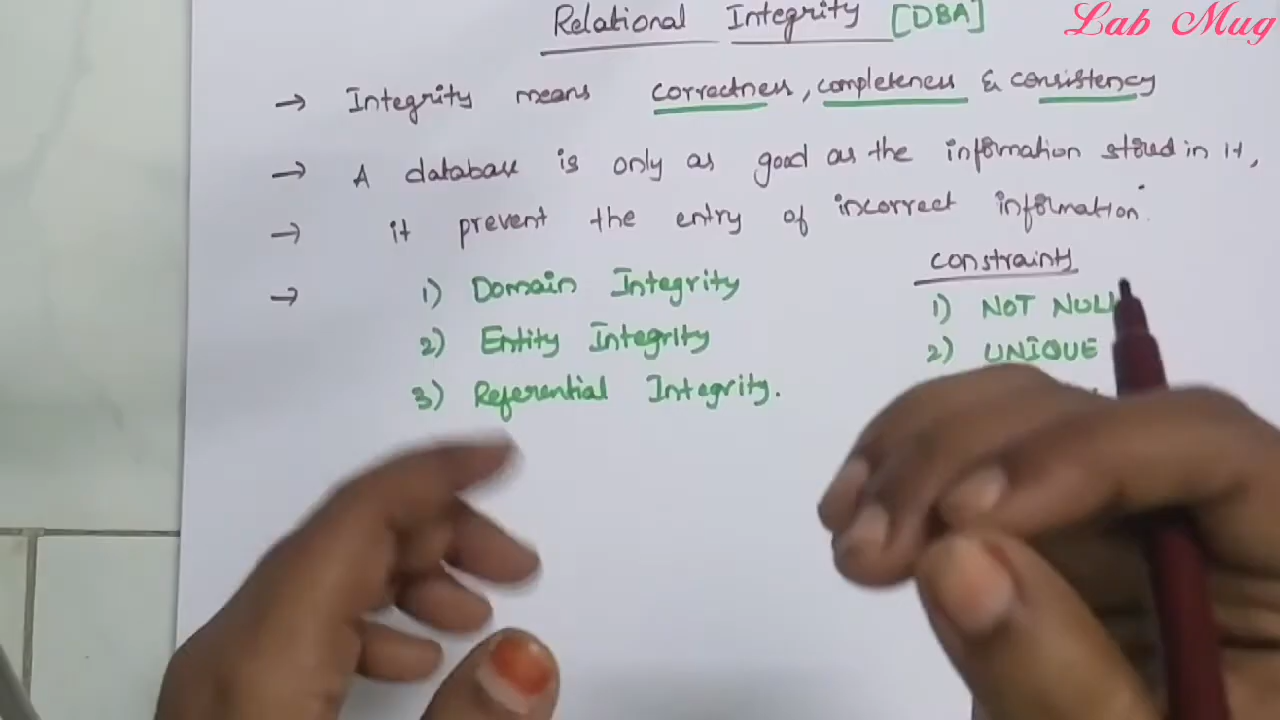 Relational Integrity [DBA]
Lab Mug
→ Integrity means correctness, completeness & consistency
→ A database is only as good as the information stored in it,
→ it prevent the entry of incorrect information.
constraints
→ 1) Domain Integrity
2) Entity Integrity
3) Referential Integrity.
1) NOT NULL
2) UNIQUE